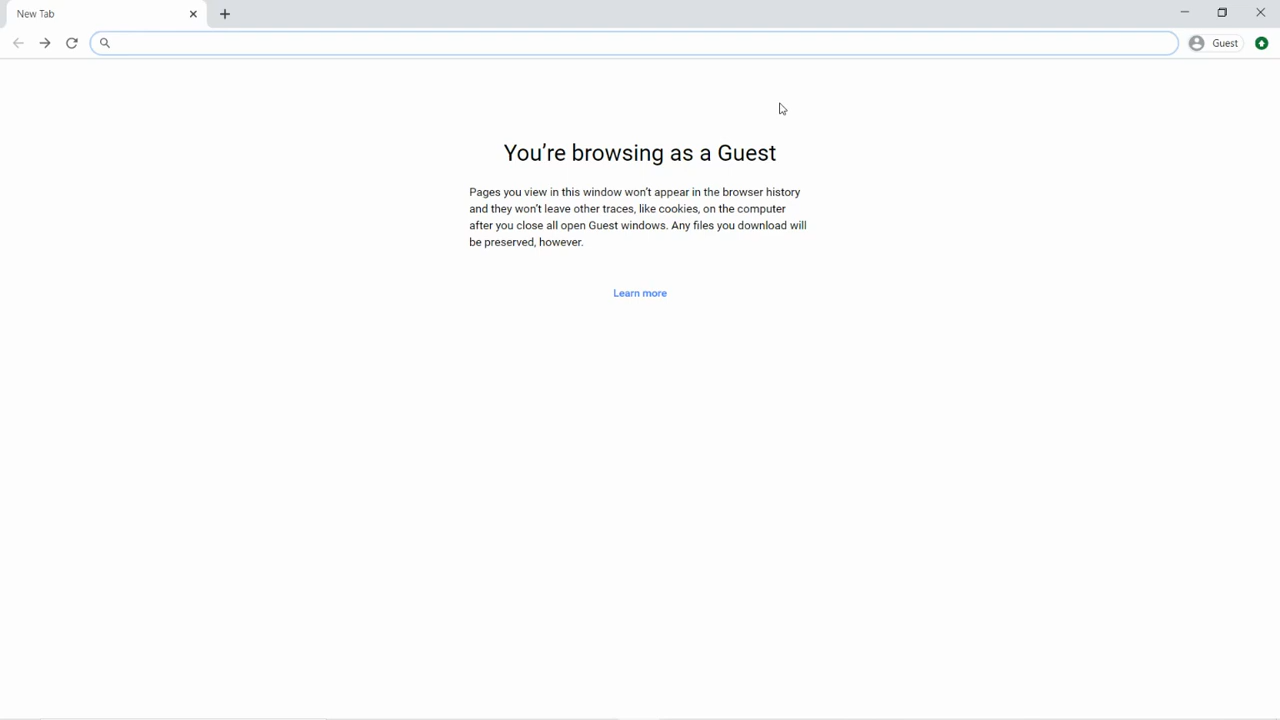 New Tab
Guest
You’re browsing as a Guest
Pages you view in this window won’t appear in the browser history
and they won’t leave other traces, like cookies, on the computer
after you close all open Guest windows. Any files you download will
be preserved, however.
Learn more